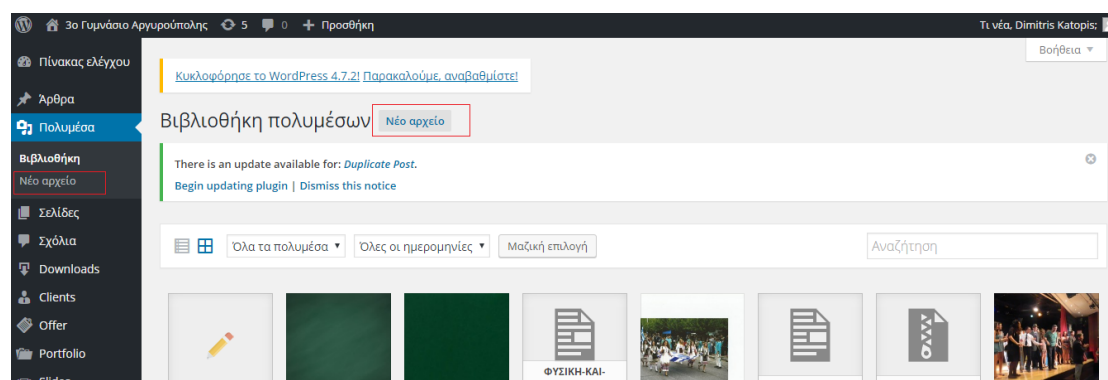 3ο Γυμνάσιο Αργυρούπολης 5 0 + Προσθήκη Τι νέα, Dimitris Katopis;
Βοήθεια
Πίνακας ελέγχου
Κυκλοφόρησε το WordPress 4.7.2! Παρακαλούμε, αναβαθμίστε!
Άρθρα
Πολυμέσα
Βιβλιοθήκη πολυμέσων Νέο αρχείο
Βιβλιοθήκη
Νέο αρχείο
There is an update available for: Duplicate Post.
Begin updating plugin | Dismiss this notice
Σελίδες
Σχόλια
Downloads
Clients
Offer
Portfolio
Όλα τα πολυμέσα Όλες οι ημερομηνίες Μαζική επιλογή Αναζήτηση
ΦΥΣΙΚΗ-ΚΑΙ-